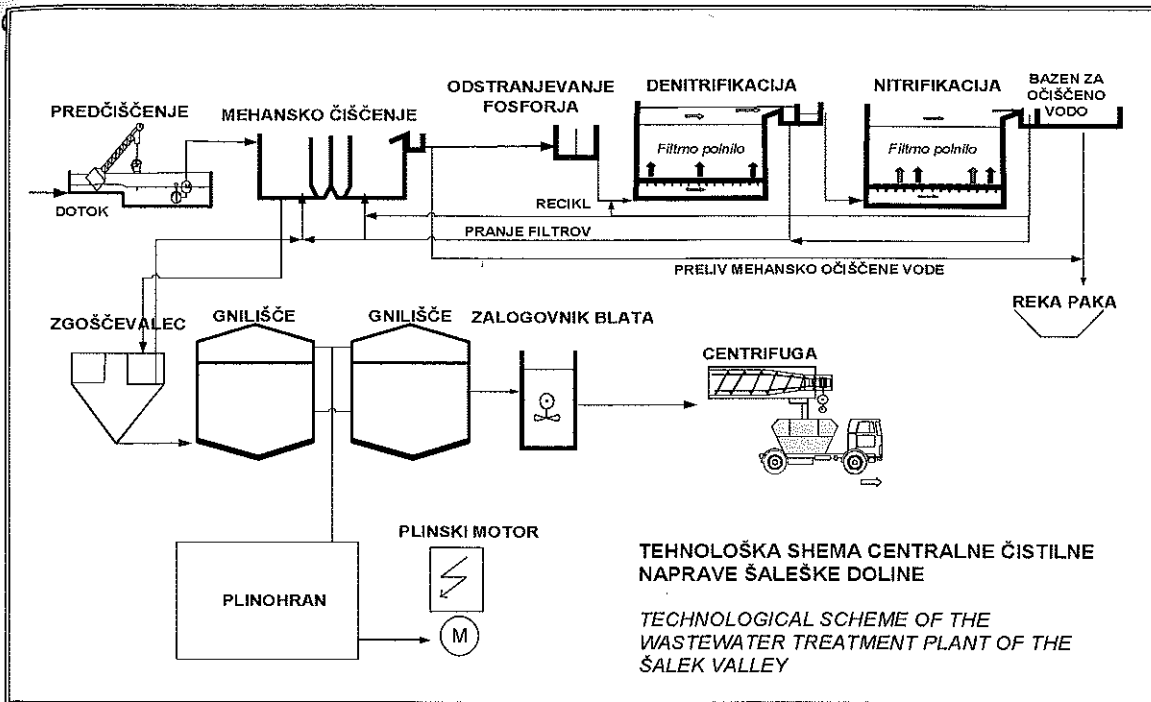 PREDČIŠČENJE
DOTOK
MEHANSKO ČIŠČENJE
ODSTRANJEVANJE
FOSFORJA
DENITRIFIKACIJA
Filtrno polnilo
NITRIFIKACIJA
Filtrno polnilo
BAZEN ZA
OČIŠČENO
VODO
RECIKL
PRANJE FILTROV
PRELIV MEHANSKO OČIŠČENE VODE
REKA PAKA
ZGOŠČEVALEC
GNILIŠČE
GNILIŠČE
ZALOGOVNIK BLATA
CENTRIFUGA
PLINOHRAN
PLINSKI MOTOR
M
TEHNOLOŠKA SHEMA CENTRALNE ČISTILNE
NAPRAVE ŠALEŠKE DOLINE
TECHNOLOGICAL SCHEME OF THE
WASTEWATER TREATMENT PLANT OF THE
ŠALEK VALLEY